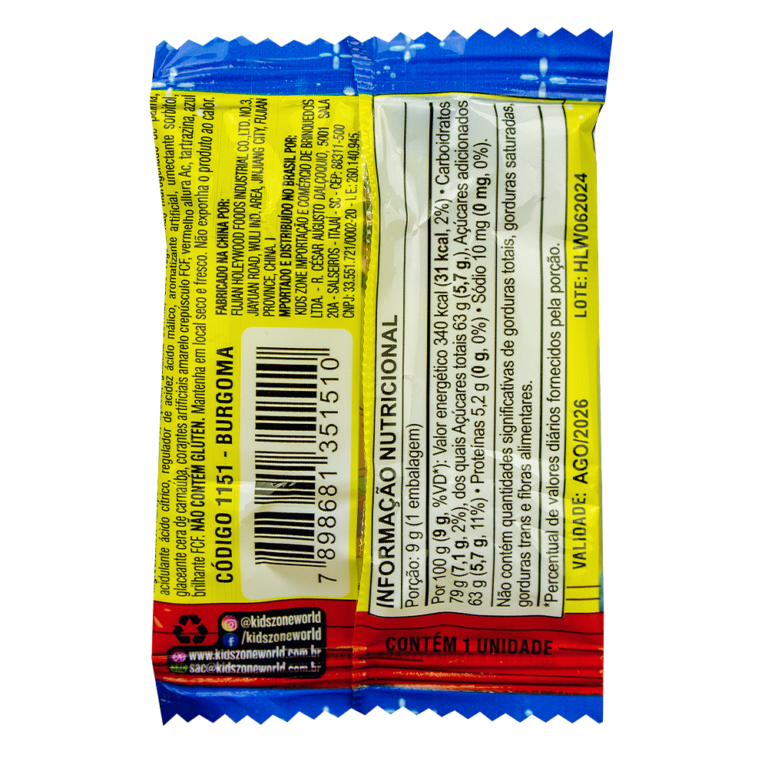 acidulante ácido cítrico, regulador de acidez ácido málico, aromatizante artificial, umectante sorbitol,
glaceante cera de carnaúba, corantes artificiais amarelo crepúsculo FCF, vermelho allura Ac, tartrazina, azul
brilhante FCF. NÃO CONTÉM GLÚTEN. Mantenha em local seco e fresco. Não exponha o produto ao calor.
CÓDIGO 1151 - BURGOMA
7 898681 351510
FABRICADO NA CHINA POR:
FUJIAN HOLEYWOOD FOODS INDUSTRIAL CO.,LTD. NO.3,
JIAYUAN ROAD, WULI IND. AREA, JINJIANG CITY, FUJIAN
PROVINCE, CHINA. I
MPORTADO E DISTRIBUÍDO NO BRASIL POR:
KIDS ZONE IMPORTAÇÃO E COMÉRCIO DE BRINQUEDOS
LTDA. - R. CÉSAR AUGUSTO DALÇOQUIO, 5001 SALA
20A - SALSEIROS - ITAJAÍ - SC - CEP: 88311-500
CNPJ: 33.551.721/0002-20 - I.E.: 260.140.945.
@kidszoneworld
/kidszoneworld
www.kidszoneworld.com.br
sac@kidszoneworld.com.br
INFORMAÇÃO NUTRICIONAL
Porção: 9 g (1 embalagem)
Por 100 g (9 g, %VD*): Valor energético 340 kcal (31 kcal, 2%) • Carboidratos
79 g (7,1 g, 2%), dos quais Açúcares totais 63 g (5,7 g,) Açúcares adicionados
63 g (5,7 g, 11%) • Proteínas 5,2 g (0 g, 0%) • Sódio 10 mg (0 mg, 0%).
Não contém quantidades significativas de gorduras totais, gorduras saturadas,
gorduras trans e fibras alimentares.
*Percentual de valores diários fornecidos pela porção.
VALIDADE: AGO/2026
LOTE: HLW062024
CONTÉM 1 UNIDADE